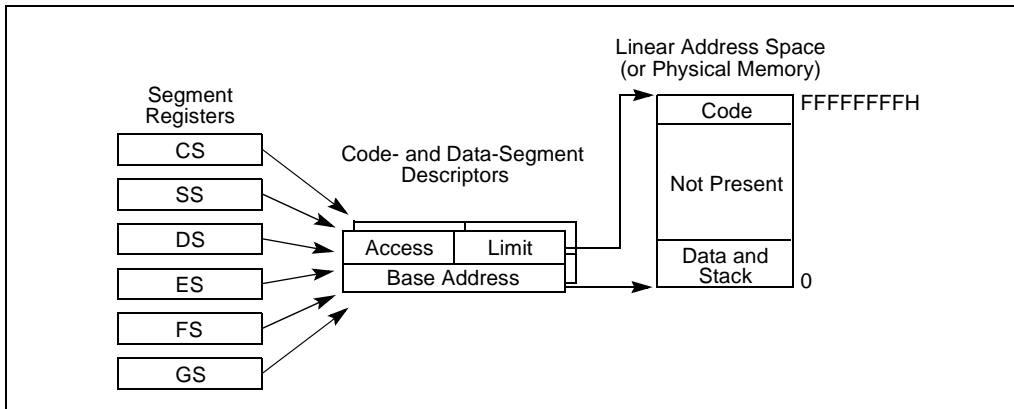 Linear Address Space
(or Physical Memory)
Segment
Registers
CS
SS
DS
ES
FS
GS
Code- and Data-Segment
Descriptors
Access
Limit
Base Address
Code
FFFFFFFFH
Not Present
Data and
Stack
0